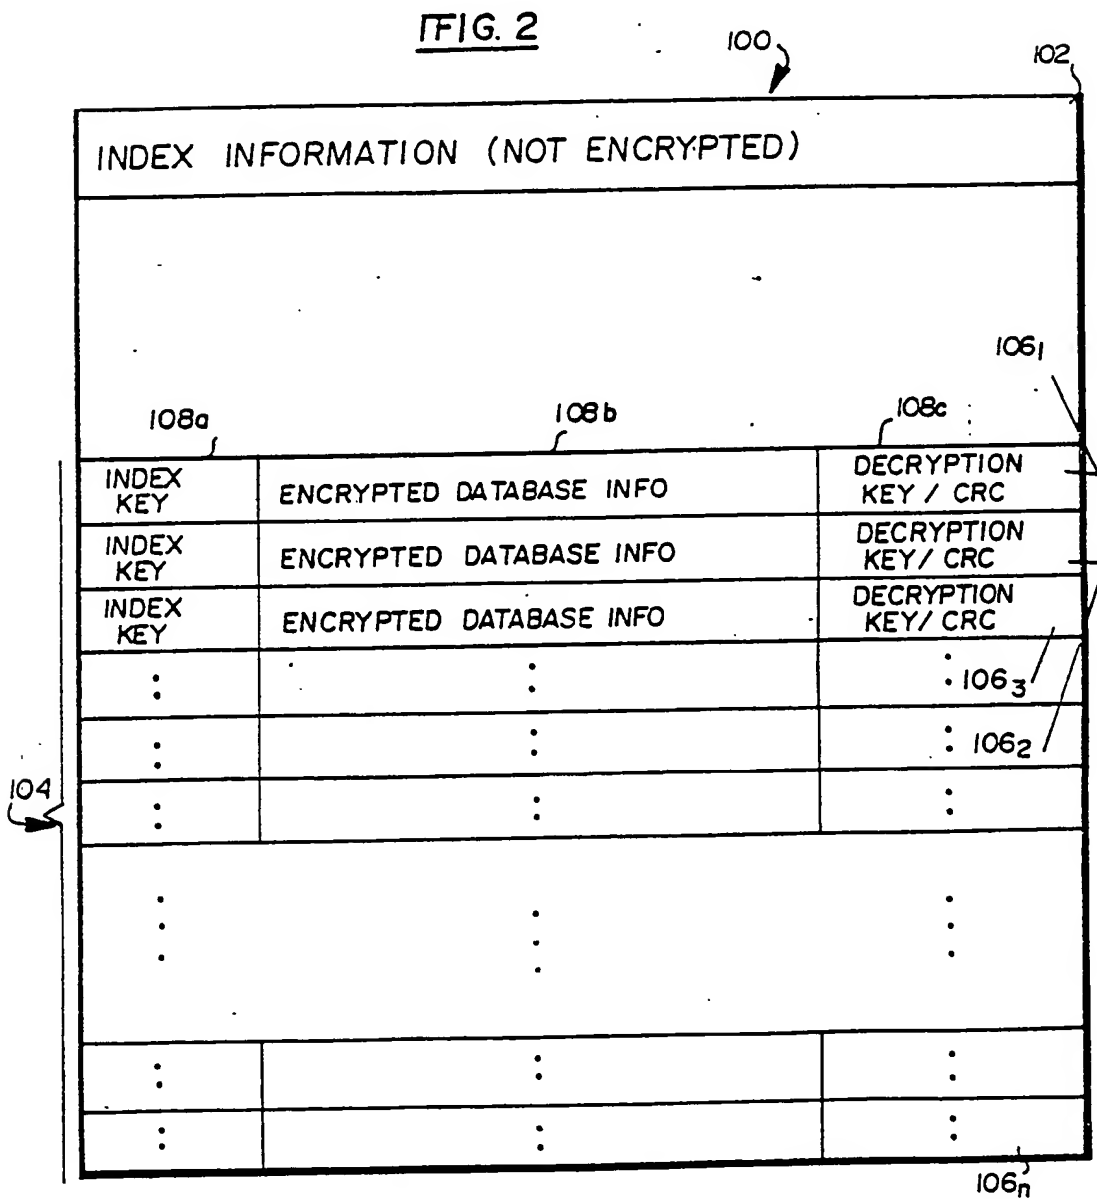 FIG. 2
100
102
INDEX INFORMATION (NOT ENCRYPTED)
106₁
108a
108b
108c
INDEX KEY
ENCRYPTED DATABASE INFO
DECRYPTION KEY / CRC
INDEX KEY
ENCRYPTED DATABASE INFO
DECRYPTION KEY / CRC
INDEX KEY
ENCRYPTED DATABASE INFO
DECRYPTION KEY / CRC
106₃
106₂
104
106ₙ